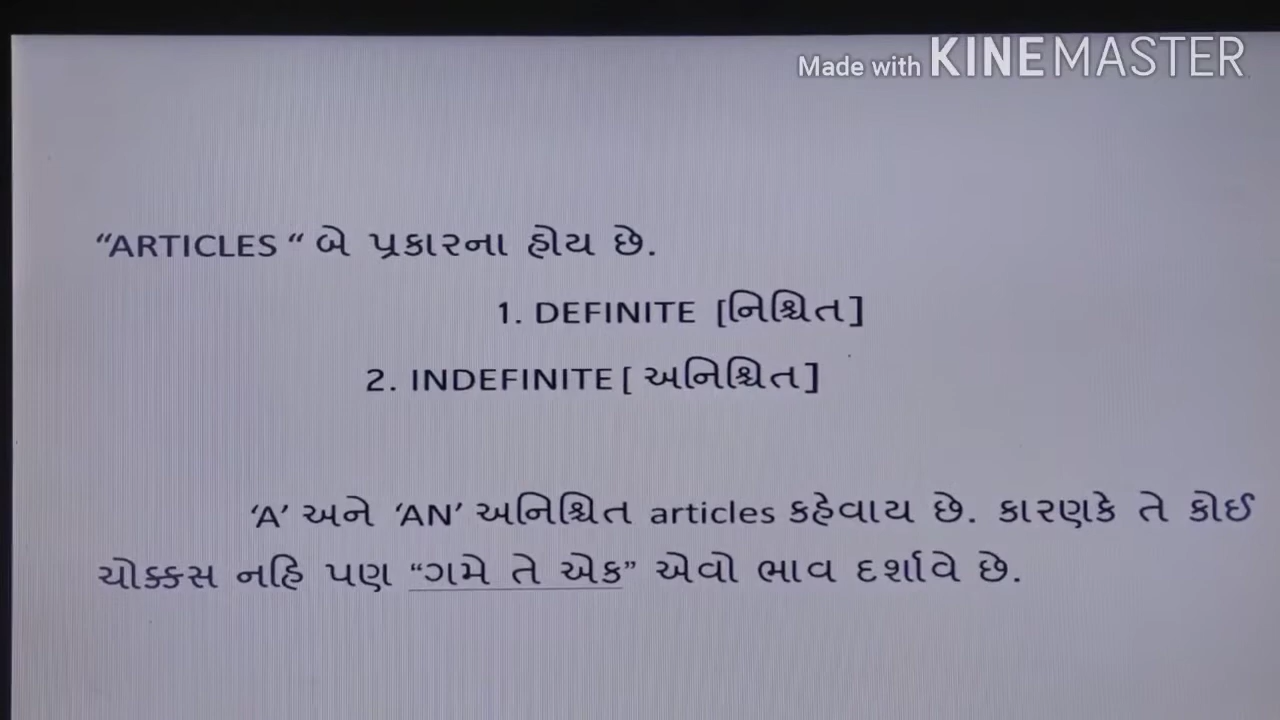 Made with KINEMASTER
“ARTICLES “ બે પ્રકારના હોય છે.
1. DEFINITE [નિશ્ચિત]
2. INDEFINITE [ અનિશ્ચિત]
‘A’ અને ‘AN’ અનિશ્ચિત articles કહેવાય છે. કારણકે તે કોઈ
ચોક્કસ નહિ પણ “ગમે તે એક” એવો ભાવ દર્શાવે છે.